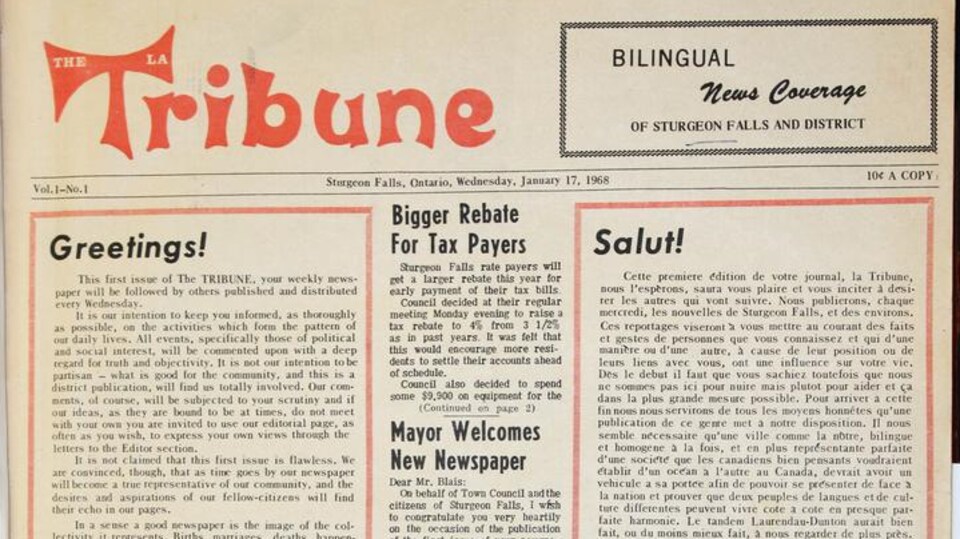 THE LA
Tribune
BILINGUAL
News Coverage
OF STURGEON FALLS AND DISTRICT
Vol.1-No.1
Sturgeon Falls, Ontario, Wednesday, January 17, 1968
10¢ A COPY
Greetings!
This first issue of The TRIBUNE, your weekly news-
paper will be followed by others published and distributed
every Wednesday.
It is our intention to keep you informed, as thoroughly
as possible, on the activities which form the pattern of
our daily lives. All events, specifically those of political
and social interest, will be commented upon with a deep
regard for truth and objectivity. It is not our intention to be
partisan - what is good for the community, and this is a
district publication, will find us totally involved. Our com-
ments, of course, will be subjected to your scrutiny and if
our ideas, as they are bound to be at times, do not meet
with your own you are invited to use our editorial page, as
often as you wish, to express your own views through the
letters to the Editor section.
It is not claimed that this first issue is flawless. We
are convinced, though, that as time goes by our newspaper
will become a true representative of our community, and the
desires and aspirations of our fellow-citizens will find
their echo in our pages.
In a sense a good newspaper is the image of the col-
lectivity it represents. Births, marriages, deaths, happen-
Bigger Rebate
For Tax Payers
Sturgeon Falls rate payers will
get a larger rebate this year for
early payment of their tax bills.
Council decided at their regular
meeting Monday evening to raise a
tax rebate to 4% from 3 1/2%
as in past years. It was felt that
this would encourage more resi-
dents to settle their accounts ahead
of schedule.
Council also decided to spend
some $9,900 on equipment for the
(Continued on page 2)
Mayor Welcomes
New Newspaper
Dear Mr. Blais:
On behalf of Town Council and the
citizens of Sturgeon Falls, I wish
to congratulate you very heartily
on the occasion of the publication
of the first issue of your
Salut!
Cette premiere édition de votre journal, la Tribune,
nous l'espérons, saura vous plaire et vous inciter à desi-
rer les autres qui vont suivre. Nous publierons, chaque
mercredi, les nouvelles de Sturgeon Falls, et des environs.
Ces reportages viseront à vous mettre au courant des faits
et gestes de personnes que vous connaissez et qui d'une
manière ou d'une autre, à cause de leur position ou de
leurs liens avec vous, ont une influence sur votre vie.
Dès le debut il faut que vous sachiez toutefois que nous
ne sommes pas ici pour nuire mais plutot pour aider et ça
dans la plus grande mesure possible. Pour arriver a cette
fin nous nous servirons de tous les moyens honnêtes qu'une
publication de ce genre met a notre disposition. Il nous
semble nécessaire qu'une ville comme la nôtre, bilingue
et homogène à la fois, et en plus représentante parfaite
d'une société que les canadiens bien pensants voudraient
établir d'un océan a l'autre au Canada, devrait avoir un
vehicule a sa portée afin de pouvoir se présenter de face à
la nation et prouver que deux peuples de langues et de cul-
ture différentes peuvent vivre cote a cote en presque par-
faite harmonie. Le tandem Laurendau-Dunton aurait bien
fait, ou du moins mieux fait, à nous regarder de plus près.